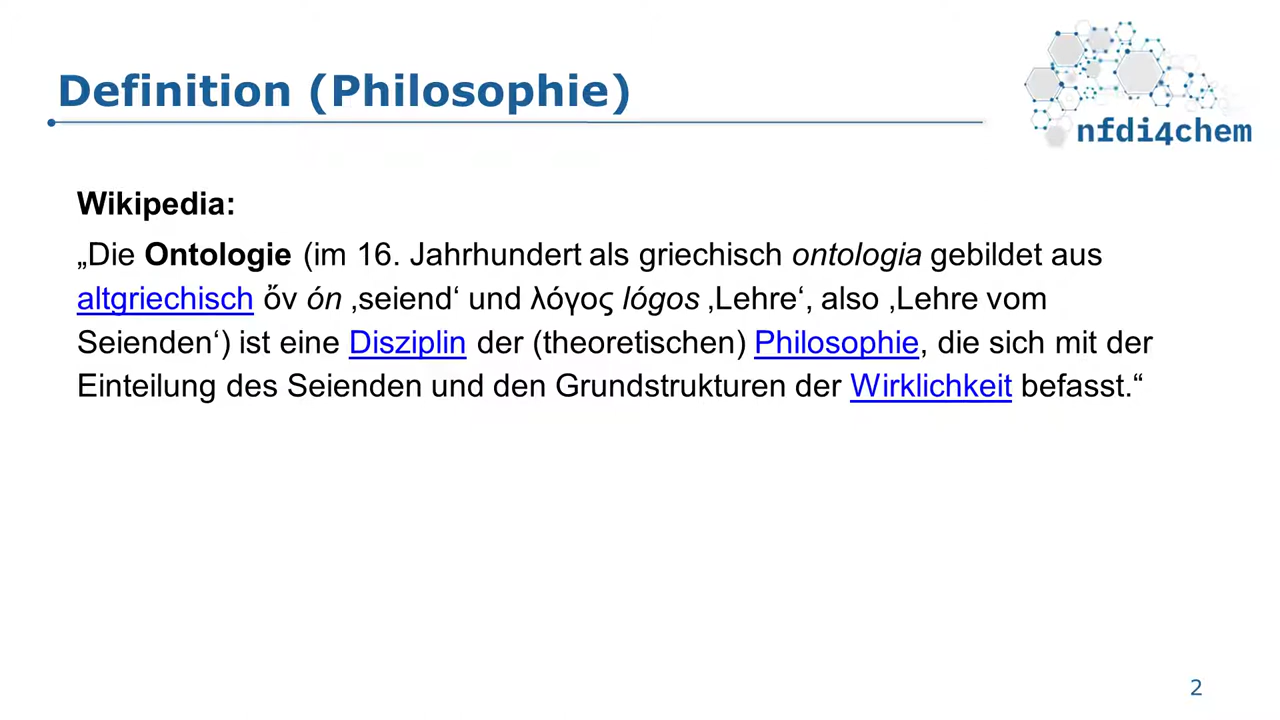 Definition (Philosophie)
nfdi4chem
Wikipedia:
„Die Ontologie (im 16. Jahrhundert als griechisch ontologia gebildet aus
altgriechisch ὄν ón ‚seiend‘ und λόγος lógos ‚Lehre‘, also ‚Lehre vom
Seienden‘) ist eine Disziplin der (theoretischen) Philosophie, die sich mit der
Einteilung des Seienden und den Grundstrukturen der Wirklichkeit befasst.“
2